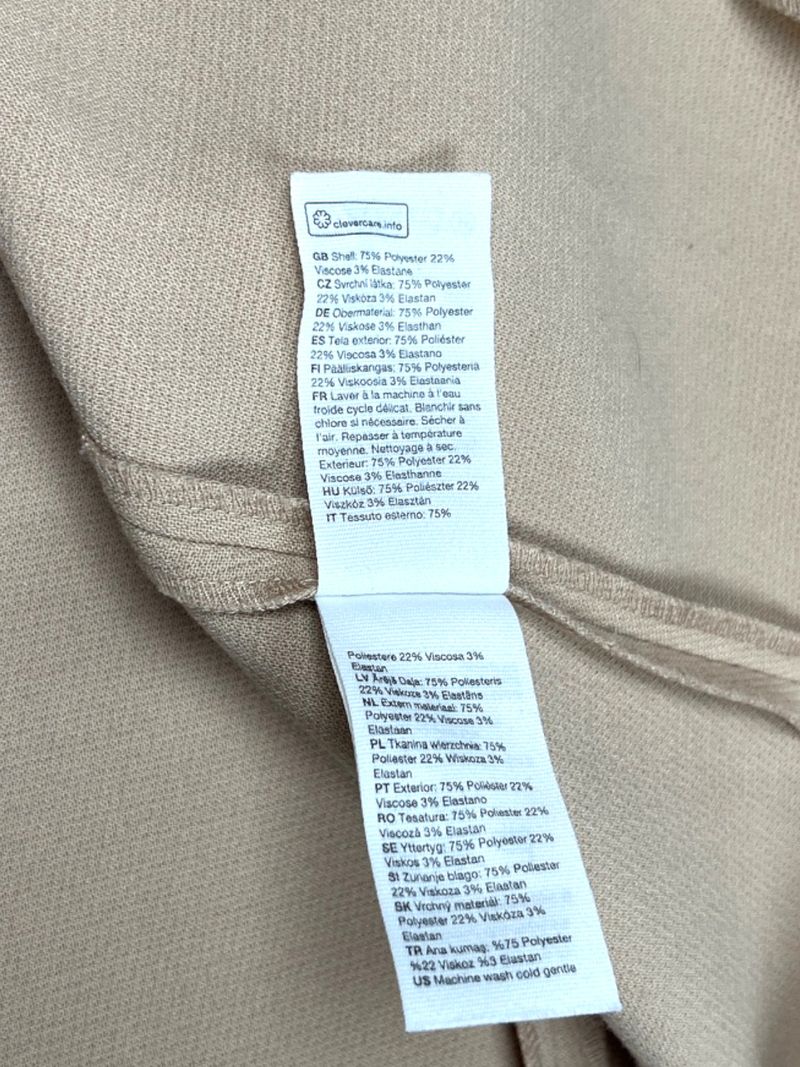 clevercare.info
GB Shell: 75% Polyester 22%
Viscose 3% Elastane
CZ Svrchní látka: 75% Polyester
22% Viskóza 3% Elastan
DE Obermaterial: 75% Polyester
22% Viskose 3% Elasthan
ES Tela exterior: 75% Poliéster
22% Viscosa 3% Elastano
FI Päälliskangas: 75% Polyesteria
22% Viskoosia 3% Elastaania
FR Laver à la machine à l'eau
froide cycle délicat. Blanchir sans
chlore si nécessaire. Sécher à
l'air. Repasser à température
moyenne. Nettoyage à sec.
Exterieur: 75% Polyester 22%
Viscose 3% Elasthanne
HU Külső: 75% Poliészter 22%
Viszkóz 3% Elasztán
IT Tessuto esterno: 75%
Poliestere 22% Viscosa 3%
Elastan
LV Ārējā Daļa: 75% Poliesteris
22% Viskoze 3% Elastāns
NL Extern materiaal: 75%
Polyester 22% Viscose 3%
Elastaan
PL Tkanina wierzchnia: 75%
Poliester 22% Wiskoza 3%
Elastan
PT Exterior: 75% Poliéster 22%
Viscose 3% Elastano
RO Tesatura: 75% Poliester 22%
Viscoză 3% Elastan
SE Yttertyg: 75% Polyester 22%
Viskos 3% Elastan
SI Zunanje blago: 75% Poliester
22% Viskoza 3% Elastan
SK Vrchný materiál: 75%
Polyester 22% Viskóza 3%
Elastan
TR Ana kumaş: %75 Polyester
%22 Viskoz %3 Elastan
US Machine wash cold gentle